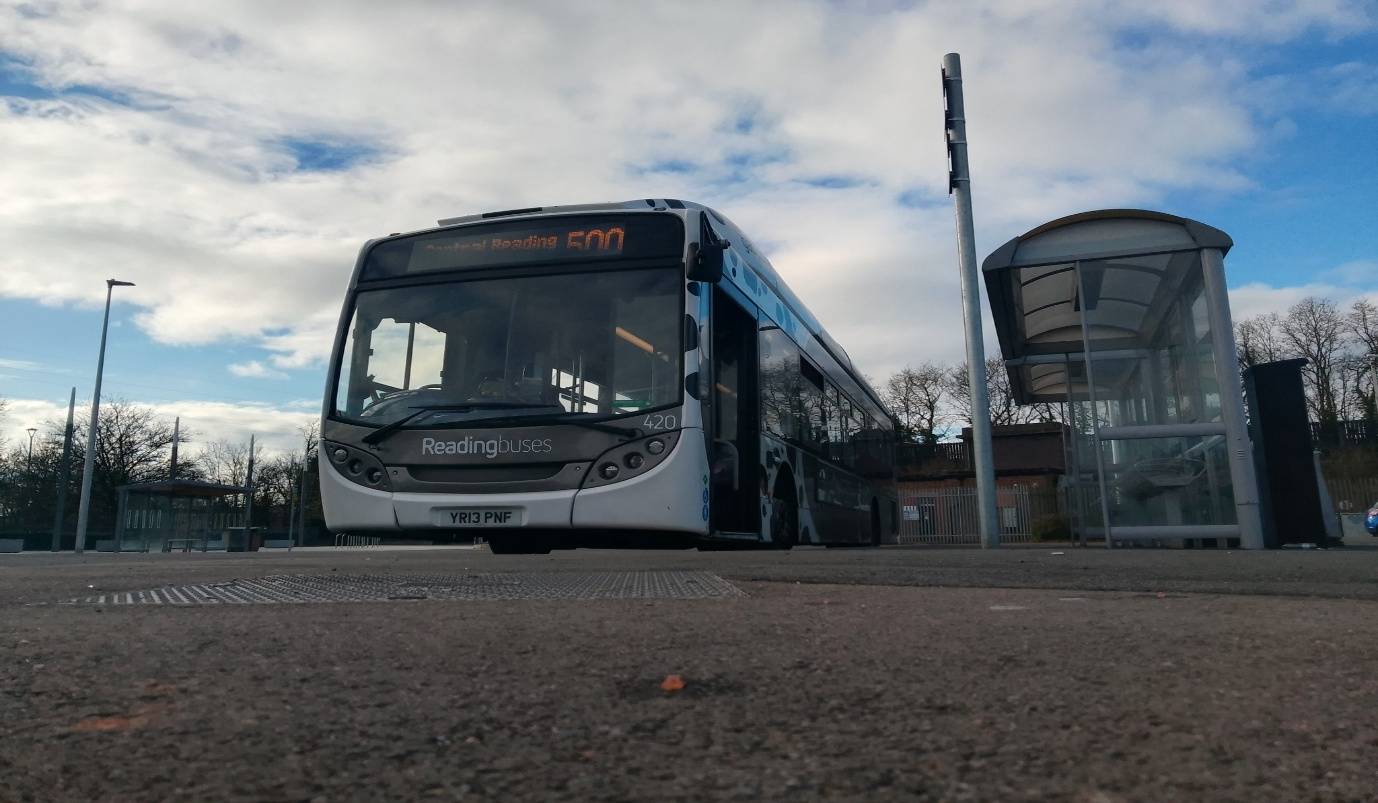 Central Reading 500
420
Readingbuses
YR13 PNF